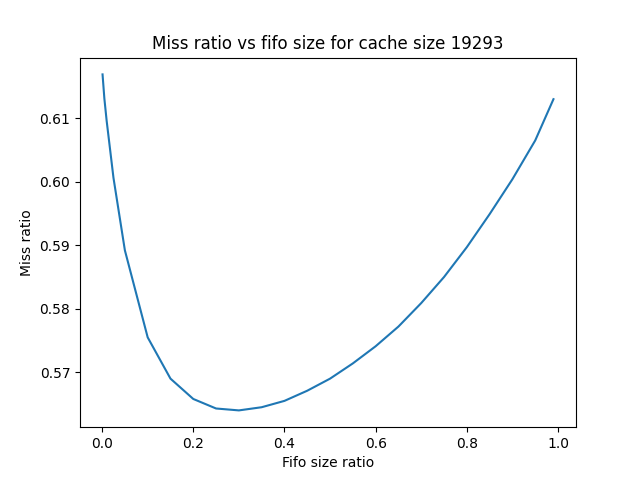 Miss ratio vs fifo size for cache size 19293
0.61
0.60
0.59
0.58
0.57
Miss ratio
0.0 0.2 0.4 0.6 0.8 1.0
Fifo size ratio